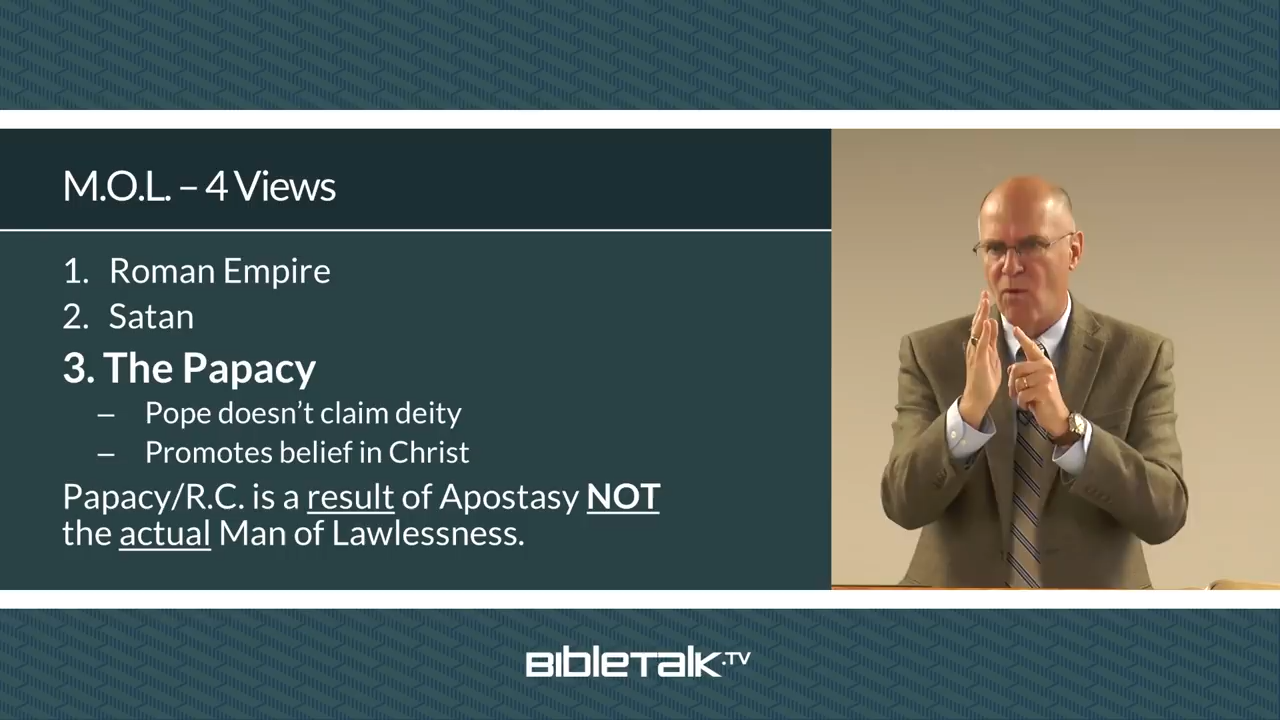 M.O.L. – 4 Views
1. Roman Empire
2. Satan
3. The Papacy
– Pope doesn’t claim deity
– Promotes belief in Christ
Papacy/R.C. is a result of Apostasy NOT
the actual Man of Lawlessness.
BIBLETALK.TV